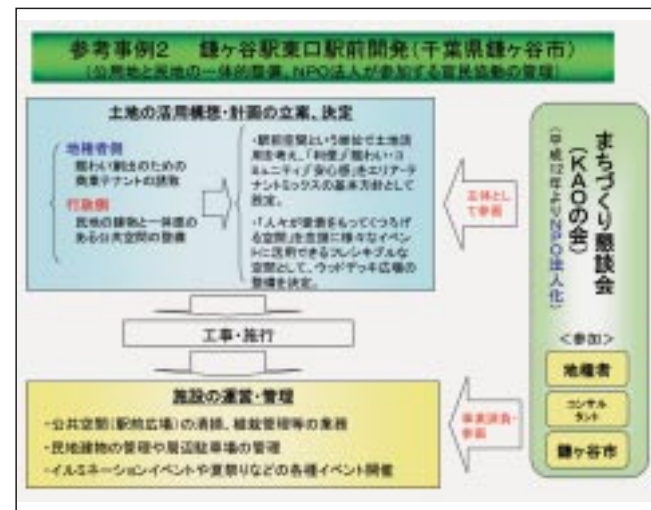 参考事例2　鎌ヶ谷駅東口駅前開発(千葉県鎌ヶ谷市)
(公用地と民地の一体的整備、NPO法人が参加する官民協働の管理)
土地の活用構想・計画の立案、決定
地権者側
賑わい創出のための
商業テナントの誘致
行政側
民地の建物と一体感の
ある公共空間の整備
・駅前空間という単位で土地活
用を考え、「利便」「賑わい・コ
ミュニティ」「安心感」をエリアーテ
ナントミックスの基本方針として
設定。
・「人々が愛着をもってくつろげ
る空間」を念頭に様々なイベン
トに活用できるフレシキブルな
空間として、ウッドデッキ広場の
整備を決定。
主体とし
て参画
工事・施行
施設の運営・管理
・公共空間(駅前広場)の清掃、植栽管理等の業務
・民地建物の管理や周辺駐車場の管理
・イルミネーションイベントや夏祭りなどの各種イベント開催
事業請負・
参画
まちづくり懇談会
(KAOの会)
(平成12年よりNPO法人化)
<参加>
地権者
コンサル
タント
鎌ヶ谷市